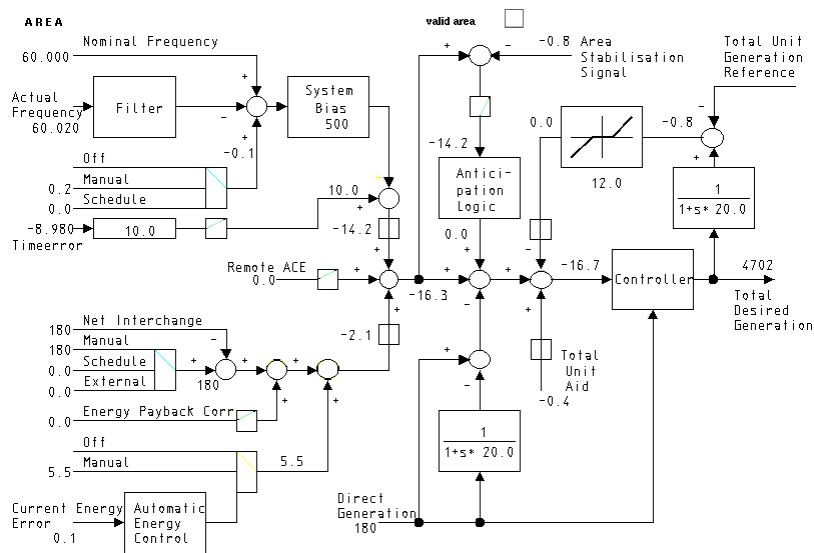 AREA
valid area
Nominal Frequency
60.000
+
Actual
Frequency
60.020
Filter
-
+
-0.1
System
Bias
500
Off
Manual
0.2
Schedule
0.0
-8.980
Timeerror
10.0
10.0
+
+
-14.2
+
Remote ACE
0.0
+
-16.3
+
-2.1
Net Interchange
180
Manual
180
Schedule
0.0
External
0.0
-
+
180
+
+
Energy Payback Corr
0.0
+
+
Off
Manual
5.5
5.5
Current Energy
Error
0.1
Automatic
Energy
Control
+
-
-0.8
Area
Stabilisation
Signal
-14.2
Antici-
pation
Logic
0.0
+
+
-
+
-
1
1+s* 20.0
Direct
Generation
180
Total Unit
Generation
Reference
-
-0.8
+
0.0
12.0
1
1+s* 20.0
-
+
+
-16.7
Controller
4702
Total
Desired
Generation
Total
Unit
Aid
-0.4